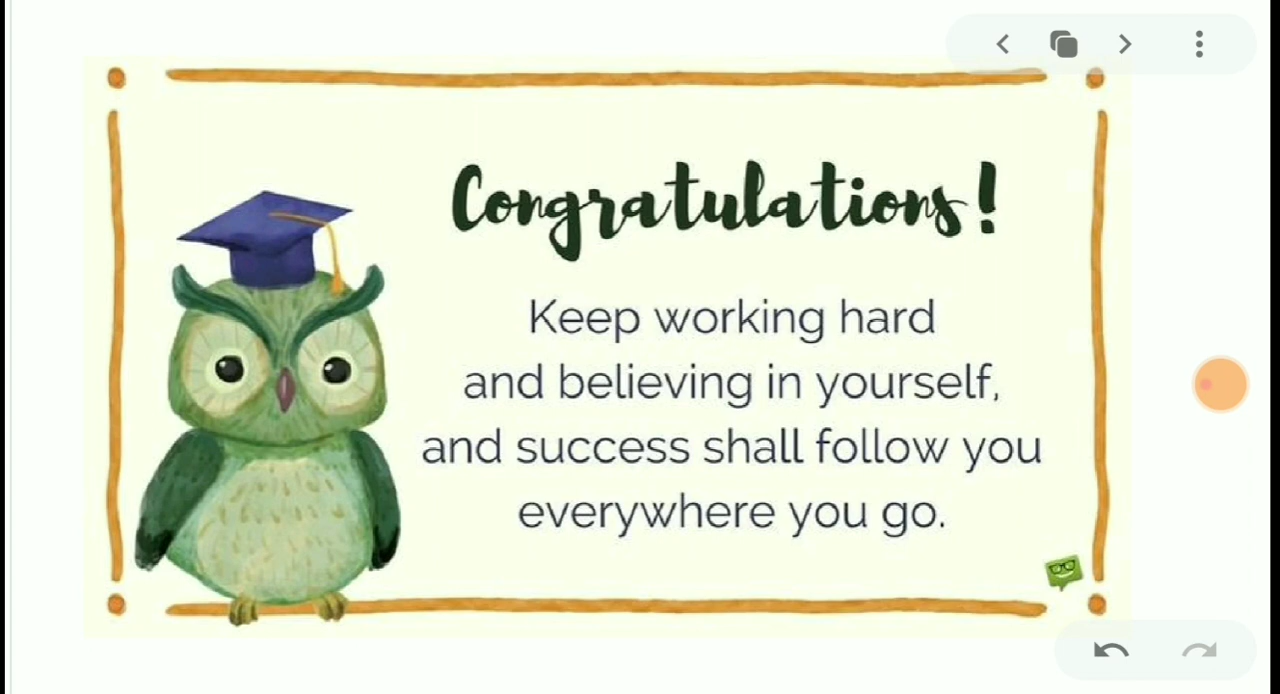 Congratulations!
Keep working hard
and believing in yourself,
and success shall follow you
everywhere you go.